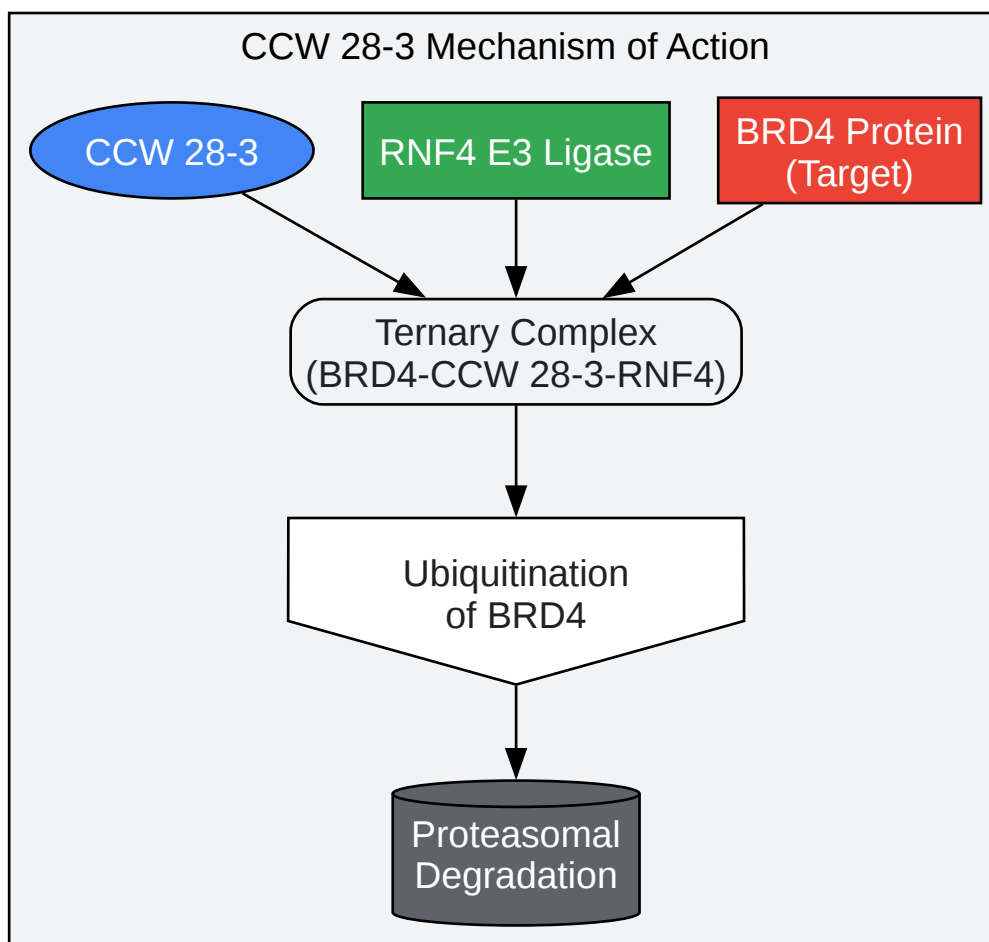 CCW 28-3 Mechanism of Action
CCW 28-3
RNF4 E3 Ligase
BRD4 Protein
(Target)
Ternary Complex
(BRD4-CCW 28-3-RNF4)
Ubiquitination
of BRD4
Proteasomal
Degradation